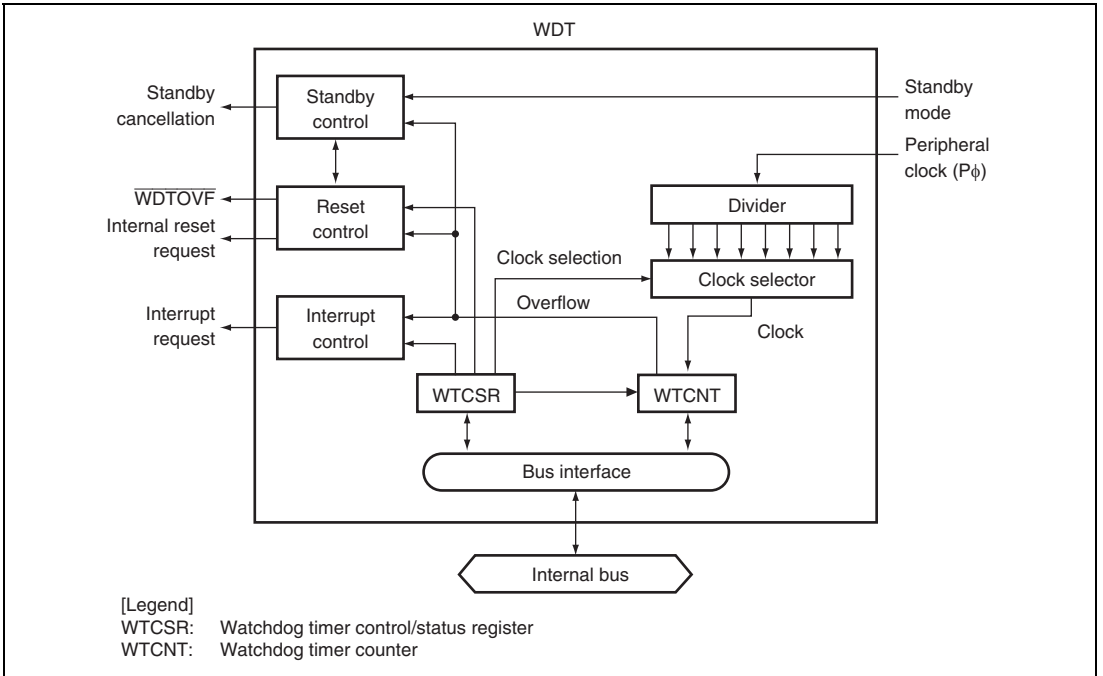 WDT
Standby
cancellation
Standby
control
Standby
mode
Peripheral
clock (Pϕ)
W̅D̅T̅O̅V̅F̅
Internal reset
request
Reset
control
Divider
Clock selection
Clock selector
Overflow
Clock
Interrupt
request
Interrupt
control
WTCSR
WTCNT
Bus interface
Internal bus
[Legend]
WTCSR: Watchdog timer control/status register
WTCNT: Watchdog timer counter